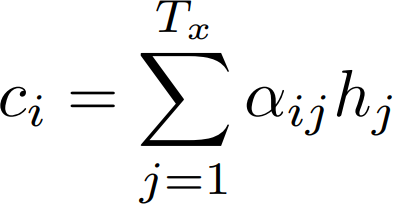 c_i = \sum_{j=1}^{T_x} \alpha_{ij} h_j